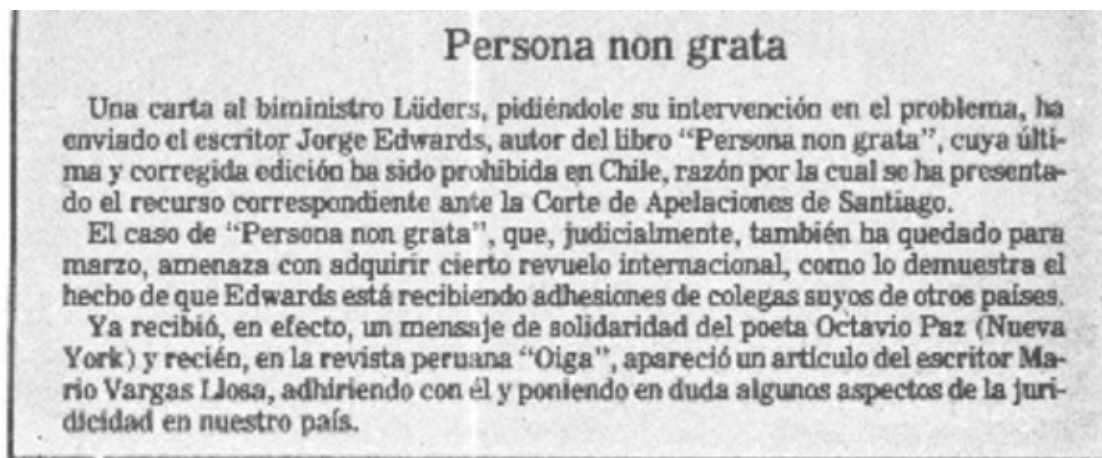 Persona non grata
Una carta al biministro Lüders, pidiéndole su intervención en el problema, ha
enviado el escritor Jorge Edwards, autor del libro “Persona non grata”, cuya últi-
ma y corregida edición ha sido prohibida en Chile, razón por la cual se ha presenta-
do el recurso correspondiente ante la Corte de Apelaciones de Santiago.
El caso de “Persona non grata”, que, judicialmente, también ha quedado para
marzo, amenaza con adquirir cierto revuelo internacional, como lo demuestra el
hecho de que Edwards está recibiendo adhesiones de colegas suyos de otros países.
Ya recibió, en efecto, un mensaje de solidaridad del poeta Octavio Paz (Nueva
York) y recién, en la revista peruana “Oiga”, apareció un artículo del escritor Ma-
rio Vargas Llosa, adhiriendo con él y poniendo en duda algunos aspectos de la juri-
dicidad en nuestro país.